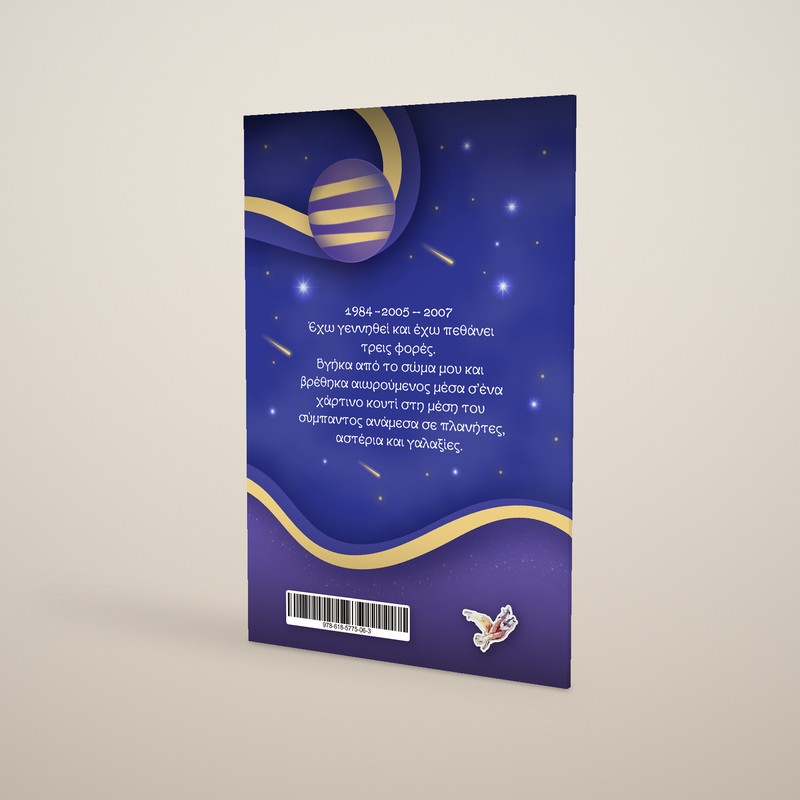 1984 – 2005 – 2007
Έχω γεννηθεί και έχω πεθάνει
τρεις φορές.
Βγήκα από το σώμα μου και
βρέθηκα αιωρούμενος μέσα σ'ένα
χάρτινο κουτί στη μέση του
σύμπαντος ανάμεσα σε πλανήτες,
αστέρια και γαλαξίες.
978-618-5775-06-3